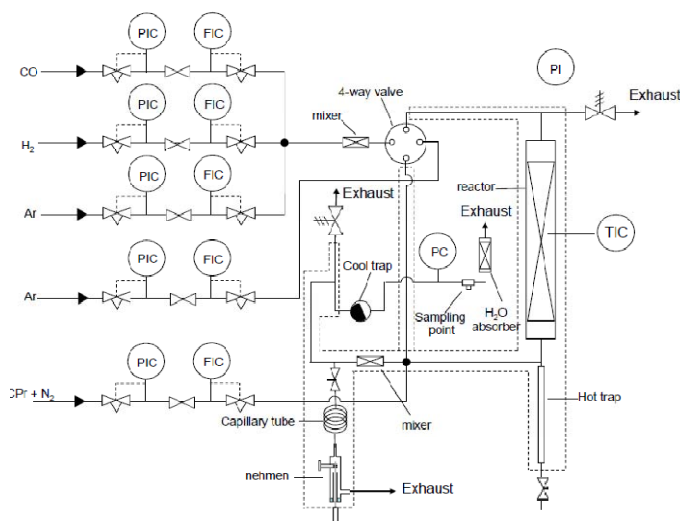 PIC
FIC
CO
PI
4-way valve
Exhaust
mixer
PIC
FIC
H2
PIC
FIC
Exhaust
reactor
Ar
Exhaust
TIC
PIC
FIC
Cool trap
PC
Ar
Sampling
point
H2O
absorber
PIC
FIC
CPr + N2
Hot trap
Capillary tube
mixer
nehmen
Exhaust